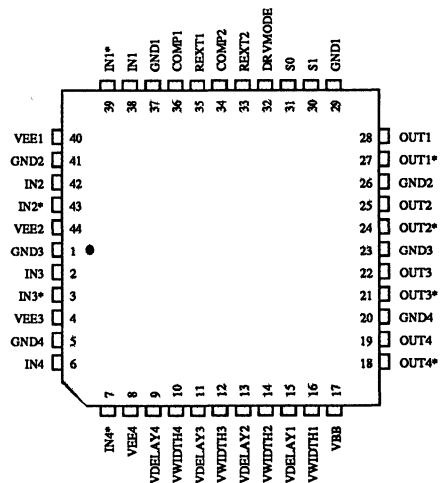 IN1* IN1 GND1 COMP1 REXT1 COMP2 REXT2 DRVMODE S0 S1 GND1
39 38 37 36 35 34 33 32 31 30 29
VEE1 40 28 OUT1
GND2 41 27 OUT1*
IN2 42 26 GND2
IN2* 43 25 OUT2
VEE2 44 24 OUT2*
GND3 1 23 GND3
IN3 2 22 OUT3
IN3* 3 21 OUT3*
VEE3 4 20 GND4
GND4 5 19 OUT4
IN4 6 18 OUT4*
7 8 9 10 11 12 13 14 15 16 17
IN4* VEE4 VDELAY4 VWIDTH4 VDELAY3 VWIDTH3 VDELAY2 VWIDTH2 VDELAY1 VWIDTH1 VBB